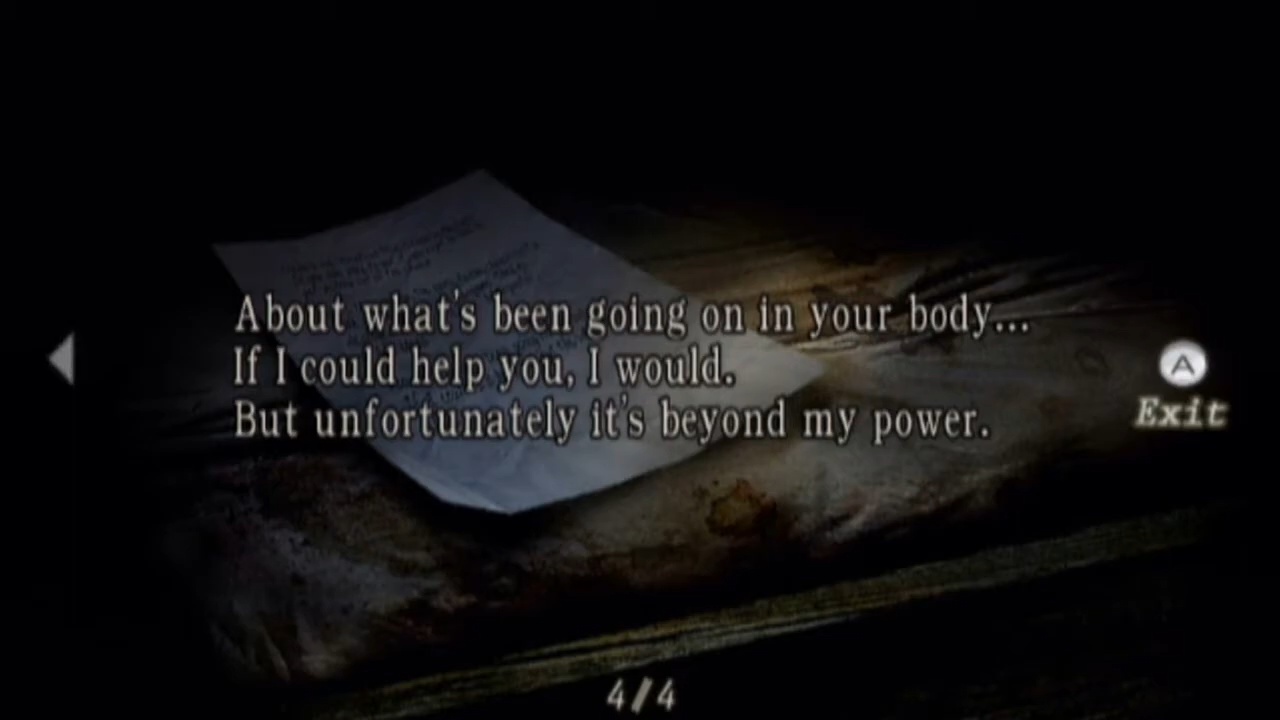 About what's been going on in your body...
If I could help you, I would.
But unfortunately it's beyond my power.
A
Exit
4/4